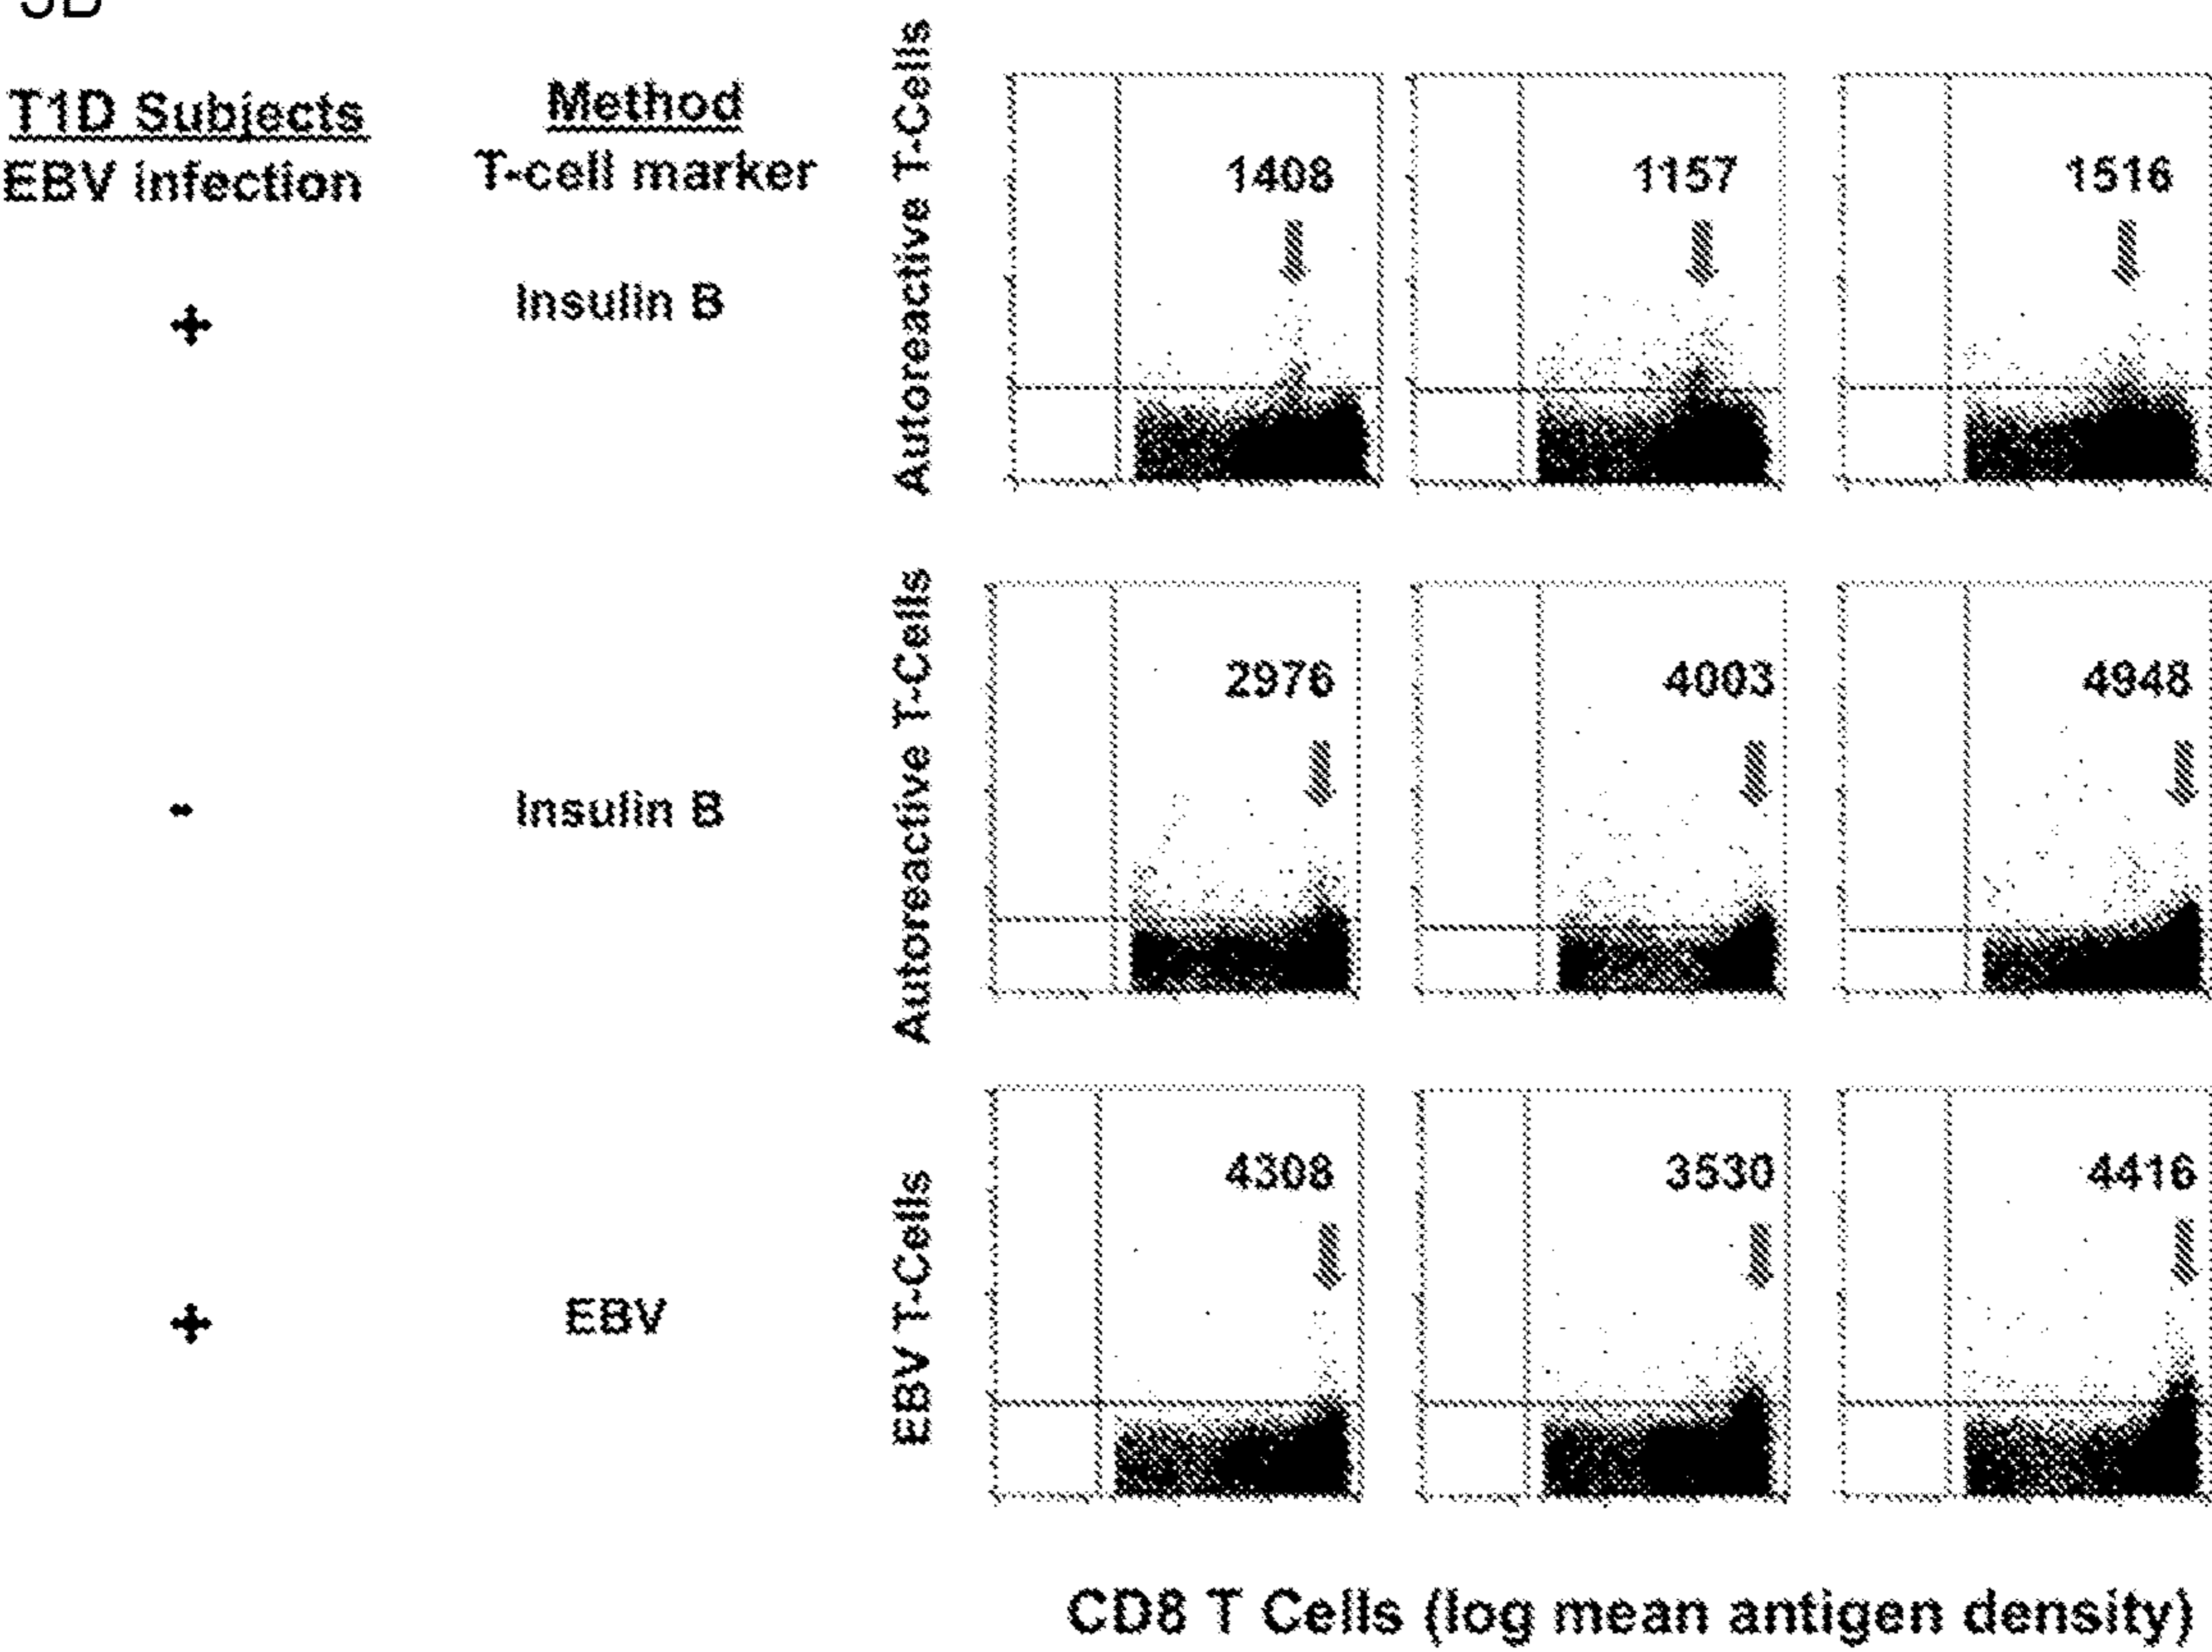 T1D Subjects
EBV infection
Method
T-cell marker
+
Insulin B
Autoreactive T-Cells
1408
1157
1516
-
Insulin B
Autoreactive T-Cells
2976
4003
4948
+
EBV
EBV T-Cells
4308
3530
4416
CD8 T Cells (log mean antigen density)